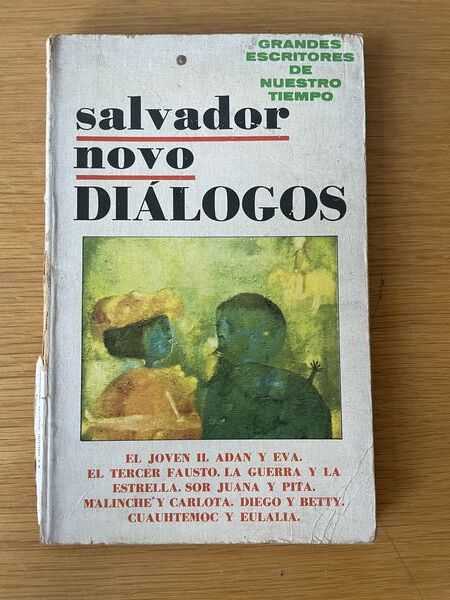 GRANDES
ESCRITORES
DE
NUESTRO
TIEMPO
salvador
novo
DIÁLOGOS
EL JOVEN II. ADAN Y EVA.
EL TERCER FAUSTO. LA GUERRA Y LA
ESTRELLA. SOR JUANA Y PITA.
MALINCHE Y CARLOTA. DIEGO Y BETTY.
CUAUHTEMOC Y EULALIA.